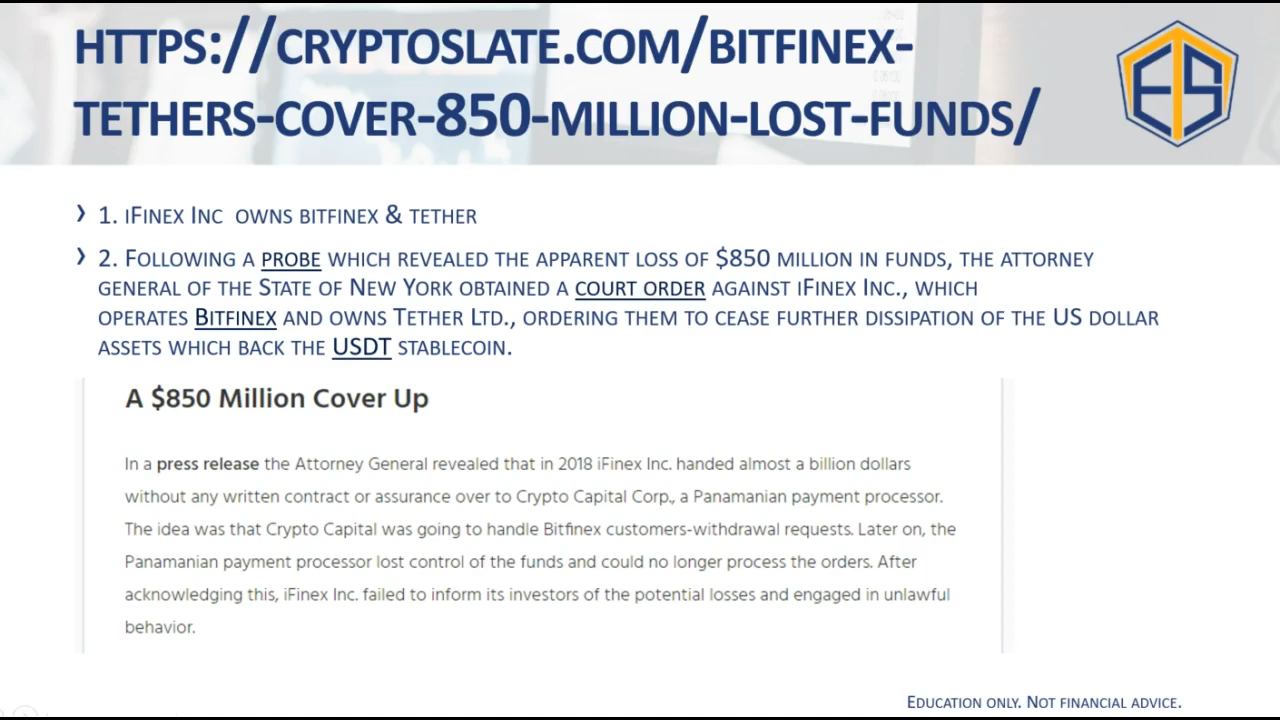 HTTPS://CRYPTOSLATE.COM/BITFINEX-
TETHERS-COVER-850-MILLION-LOST-FUNDS/
ES
› 1. IFINEX INC OWNS BITFINEX & TETHER
› 2. FOLLOWING A PROBE WHICH REVEALED THE APPARENT LOSS OF $850 MILLION IN FUNDS, THE ATTORNEY
GENERAL OF THE STATE OF NEW YORK OBTAINED A COURT ORDER AGAINST IFINEX INC., WHICH
OPERATES BITFINEX AND OWNS TETHER LTD., ORDERING THEM TO CEASE FURTHER DISSIPATION OF THE US DOLLAR
ASSETS WHICH BACK THE USDT STABLECOIN.
A $850 Million Cover Up
In a press release the Attorney General revealed that in 2018 iFinex Inc. handed almost a billion dollars
without any written contract or assurance over to Crypto Capital Corp., a Panamanian payment processor.
The idea was that Crypto Capital was going to handle Bitfinex customers-withdrawal requests. Later on, the
Panamanian payment processor lost control of the funds and could no longer process the orders. After
acknowledging this, iFinex Inc. failed to inform its investors of the potential losses and engaged in unlawful
behavior.
EDUCATION ONLY. NOT FINANCIAL ADVICE.